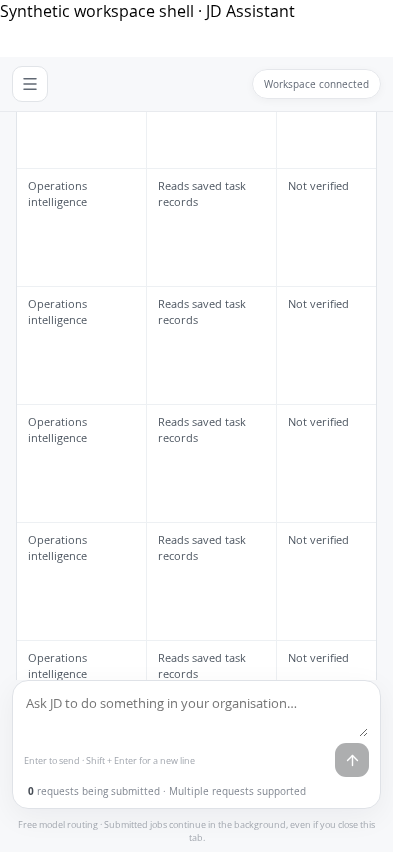 Synthetic workspace shell · JD Assistant
Workspace connected
Operations intelligence
Reads saved task records
Not verified
Operations intelligence
Reads saved task records
Not verified
Operations intelligence
Reads saved task records
Not verified
Operations intelligence
Reads saved task records
Not verified
Operations intelligence
Reads saved task records
Not verified
Ask JD to do something in your organisation...
Enter to send · Shift + Enter for a new line
0 requests being submitted · Multiple requests supported
Free model routing · Submitted jobs continue in the background, even if you close this
tab.